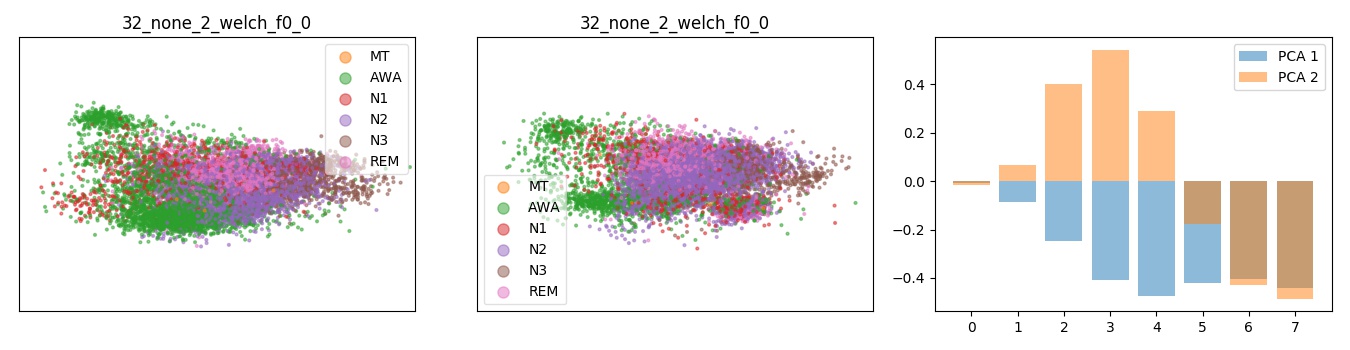 32_none_2_welch_f0_0
MT
AWA
N1
N2
N3
REM
32_none_2_welch_f0_0
MT
AWA
N1
N2
N3
REM
PCA 1
PCA 2
0.4
0.2
0.0
−0.2
−0.4
0 1 2 3 4 5 6 7